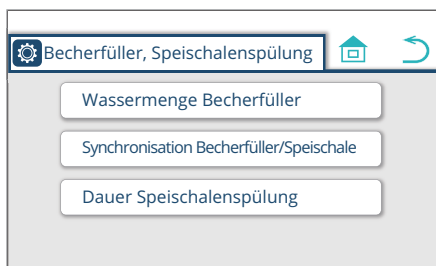 Becherfüller, Speischalenspülung
Wassermenge Becherfüller
Synchronisation Becherfüller/Speischale
Dauer Speischalenspülung